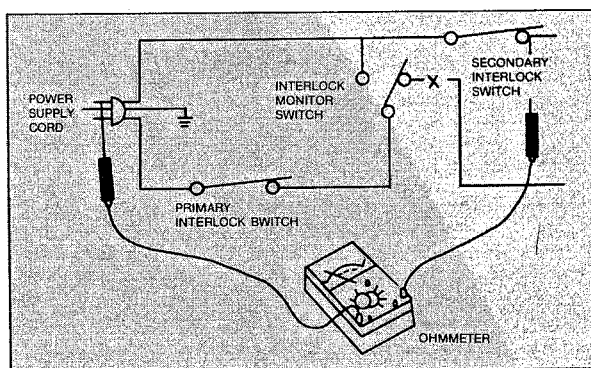 SECONDARY
INTERLOCK
SWITCH
INTERLOCK
MONITOR
SWITCH
X
POWER
SUPPLY
CORD
PRIMARY
INTERLOCK BWITCH
OHMMETER